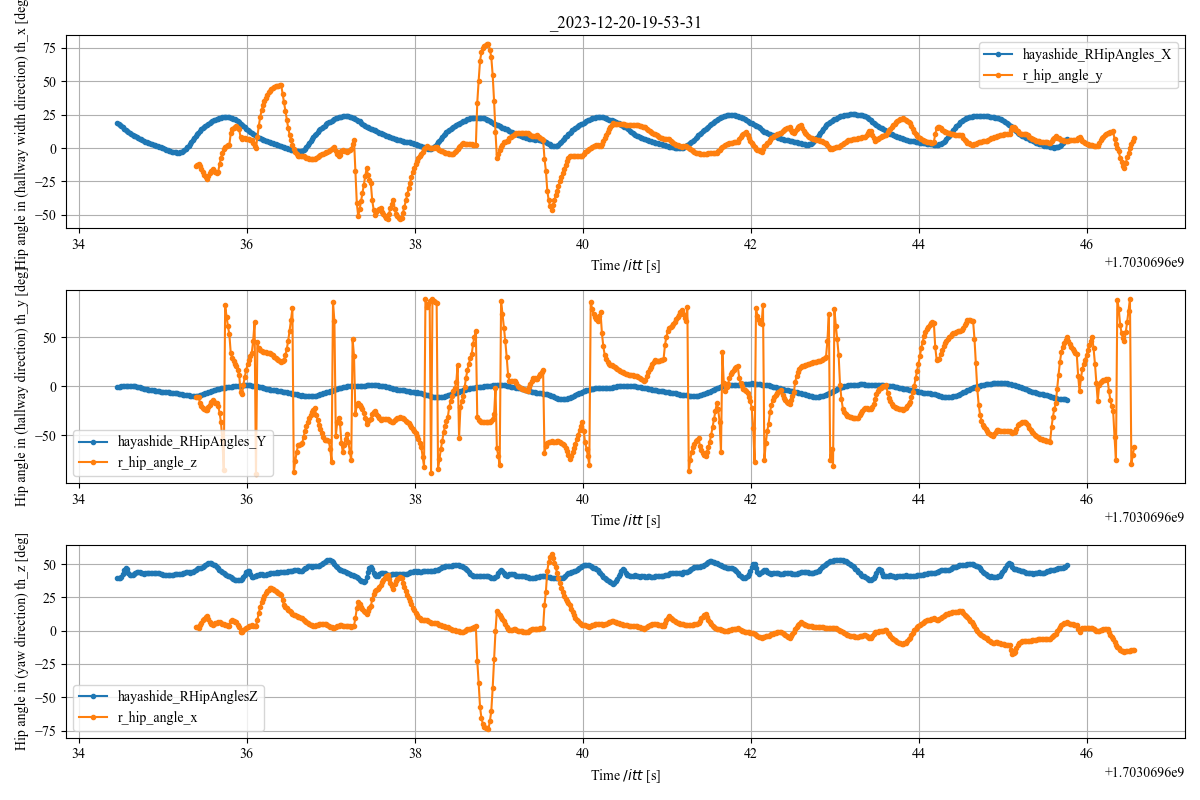 _2023-12-20-19-53-31
Hip angle in (hallway width direction) th_x [deg]
75
50
25
0
−25
−50
hayashide_RHipAngles_X
r_hip_angle_y
34 36 38 40 42 44 46
+1.7030696e9
Time /itt [s]
Hip angle in (hallway direction) th_y [deg]
50
0
−50
hayashide_RHipAngles_Y
r_hip_angle_z
34 36 38 40 42 44 46
+1.7030696e9
Time /itt [s]
Hip angle in (yaw direction) th_z [deg]
50
25
0
−25
−50
−75
hayashide_RHipAnglesZ
r_hip_angle_x
34 36 38 40 42 44 46
+1.7030696e9
Time /itt [s]